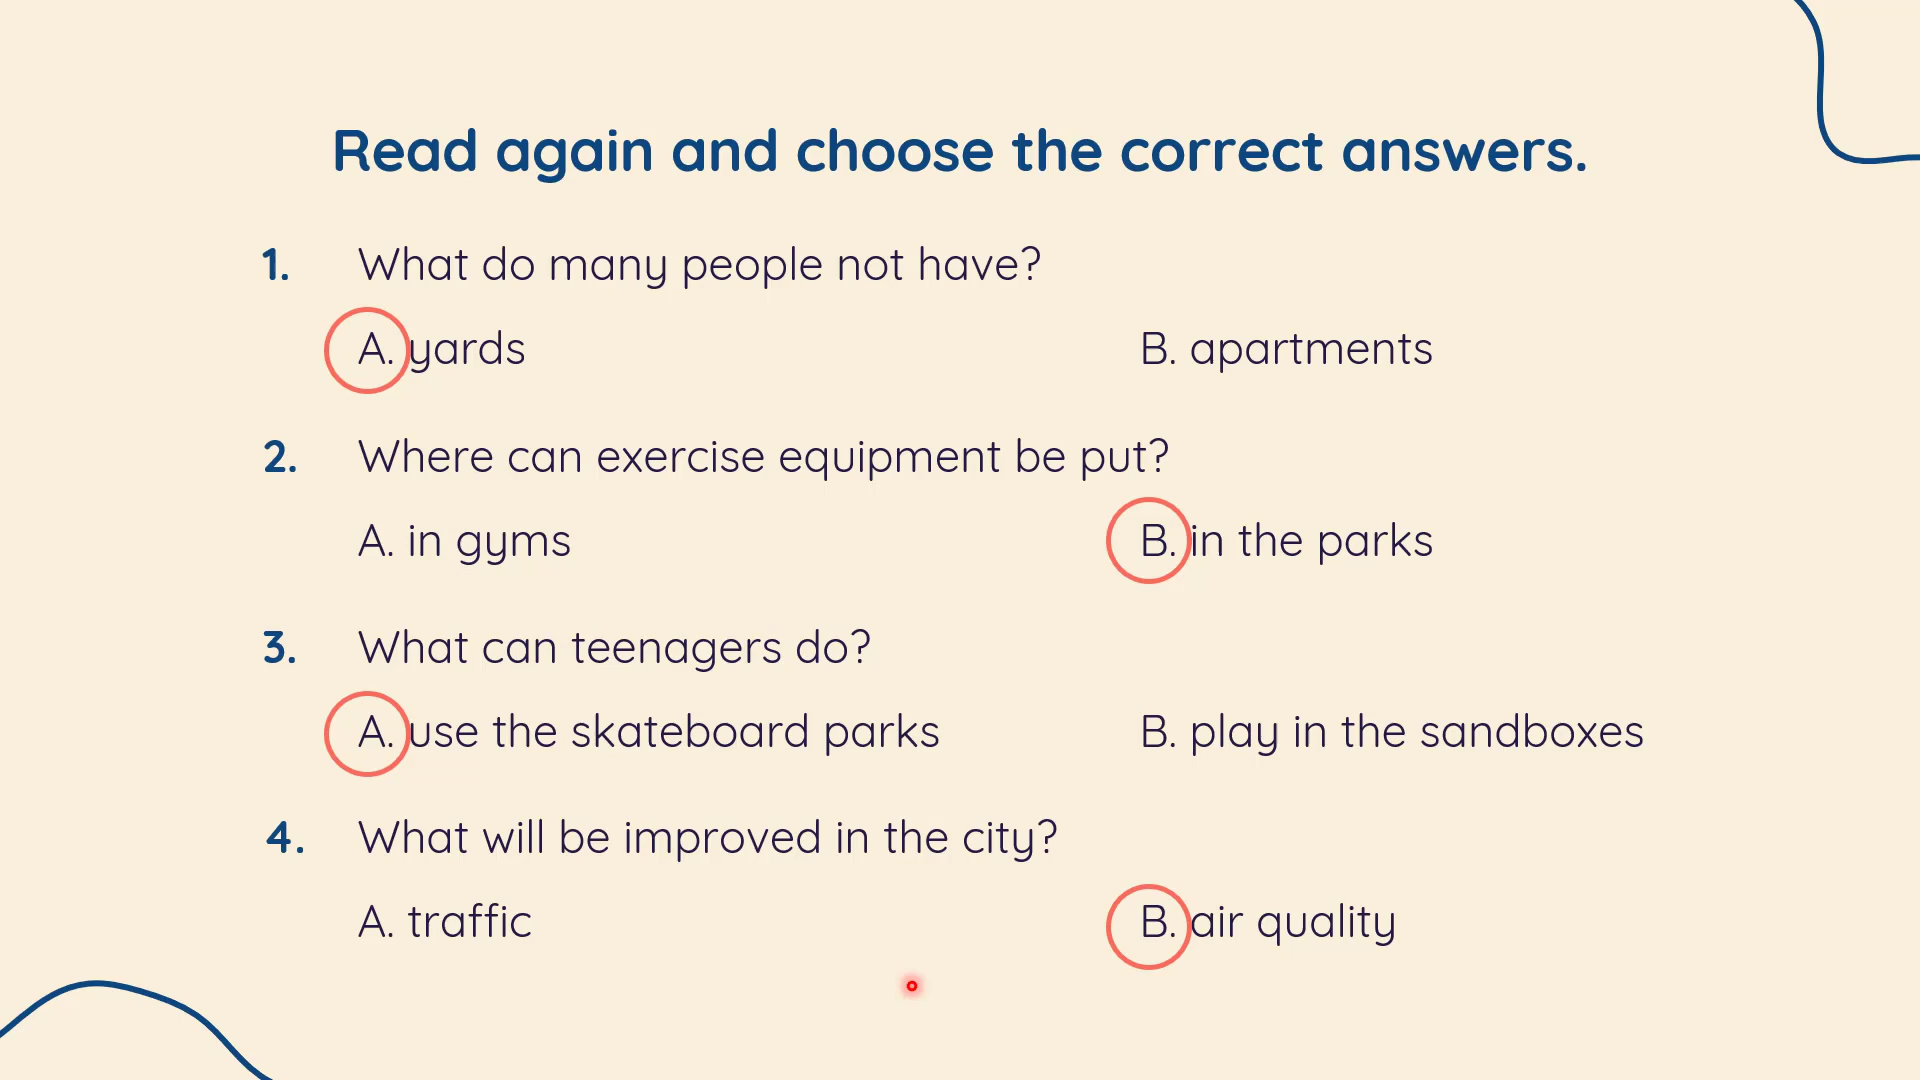 Read again and choose the correct answers.
1. What do many people not have?
A. yards B. apartments
2. Where can exercise equipment be put?
A. in gyms B. in the parks
3. What can teenagers do?
A. use the skateboard parks B. play in the sandboxes
4. What will be improved in the city?
A. traffic B. air quality